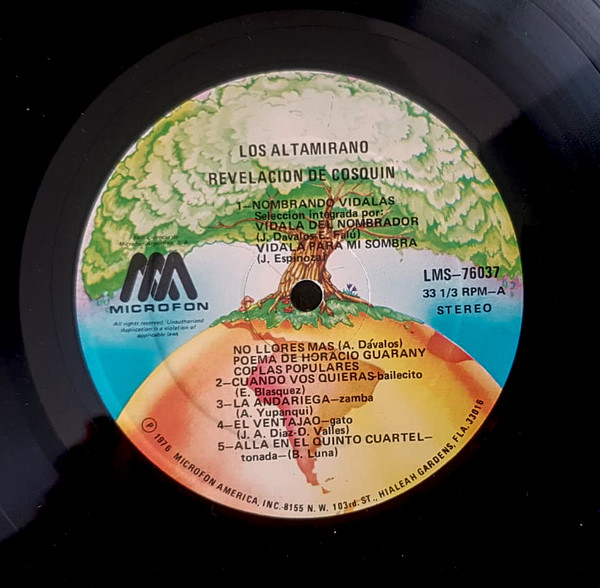 LOS ALTAMIRANO
REVELACION DE COSQUIN
1—NOMBRANDO VIDALAS
Seleccion integrada por:
VIDALA DEL NOMBRADOR
(J. Davalos-E. Falú)
VIDALA PARA MI SOMBRA
(J. Espinoza)
MICROFON
All rights reserved. Unauthorized
duplication is a violation of
applicable laws.
LMS—76037
33 1/3 RPM—A
STEREO
NO LLORES MAS (A. Dávalos)
POEMA DE HORACIO GUARANY
COPLAS POPULARES
2—CUANDO VOS QUIERAS-bailecito
(E. Blasquez)
3—LA ANDARIEGA—zamba
(A. Yupanqui)
4—EL VENTAJAO—gato
(J. A. Diaz-O. Valles)
5—ALLA EN EL QUINTO CUARTEL—
tonada—(B. Luna)
Ⓟ 1976 MICROFON AMERICA, INC.-8155 N. W. 103rd. ST., HIALEAH GARDENS, FLA. 33016